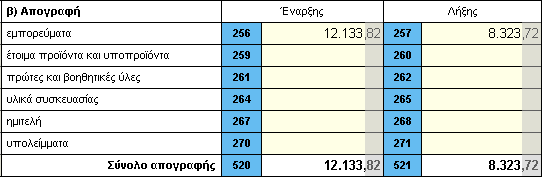 β) Απογραφή Έναρξης Λήξης
εμπορεύματα 256 12.133,82 257 8.323,72
έτοιμα προϊόντα και υποπροϊόντα 259 260
πρώτες και βοηθητικές ύλες 261 262
υλικά συσκευασίας 264 265
ημιτελή 267 268
υπολείμματα 270 271
Σύνολο απογραφής 520 12.133,82 521 8.323,72